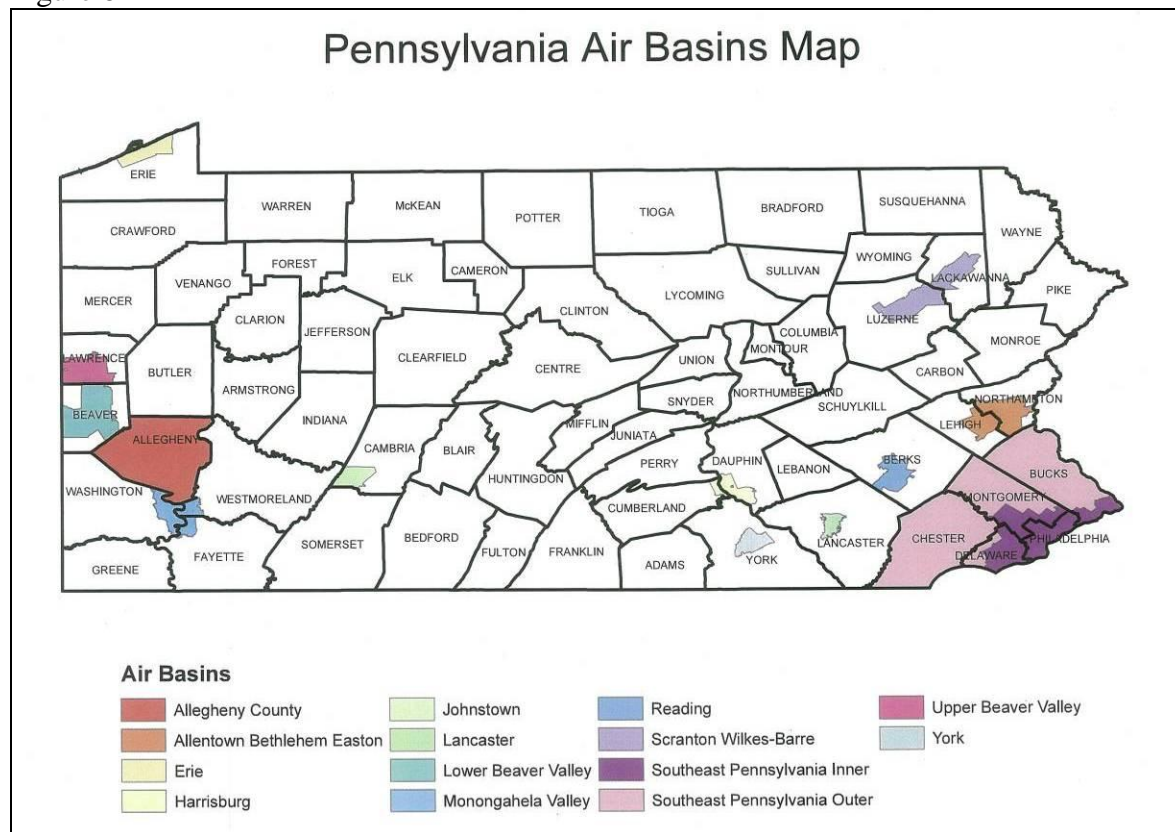 Pennsylvania Air Basins Map
ERIE
CRAWFORD
WARREN
McKEAN
POTTER
TIOGA
BRADFORD
SUSQUEHANNA
WAYNE
WYOMING
LACKAWANNA
PIKE
MERCER
VENANGO
FOREST
ELK
CAMERON
CLINTON
LYCOMING
SULLIVAN
LUZERNE
CLARION
JEFFERSON
COLUMBIA
MONTOUR
MONROE
LAWRENCE
BUTLER
CLEARFIELD
CENTRE
UNION
CARBON
BEAVER
ARMSTRONG
INDIANA
SNYDER
NORTHUMBERLAND
SCHUYLKILL
NORTHAMPTON
LEHIGH
ALLEGHENY
CAMBRIA
BLAIR
MIFFLIN
JUNIATA
PERRY
DAUPHIN
LEBANON
BERKS
BUCKS
WASHINGTON
WESTMORELAND
HUNTINGDON
CUMBERLAND
MONTGOMERY
GREENE
FAYETTE
SOMERSET
BEDFORD
FULTON
FRANKLIN
ADAMS
YORK
LANCASTER
CHESTER
DELAWARE
PHILADELPHIA
Air Basins
Allegheny County
Allentown Bethlehem Easton
Erie
Harrisburg
Johnstown
Lancaster
Lower Beaver Valley
Monongahela Valley
Reading
Scranton Wilkes-Barre
Southeast Pennsylvania Inner
Southeast Pennsylvania Outer
Upper Beaver Valley
York